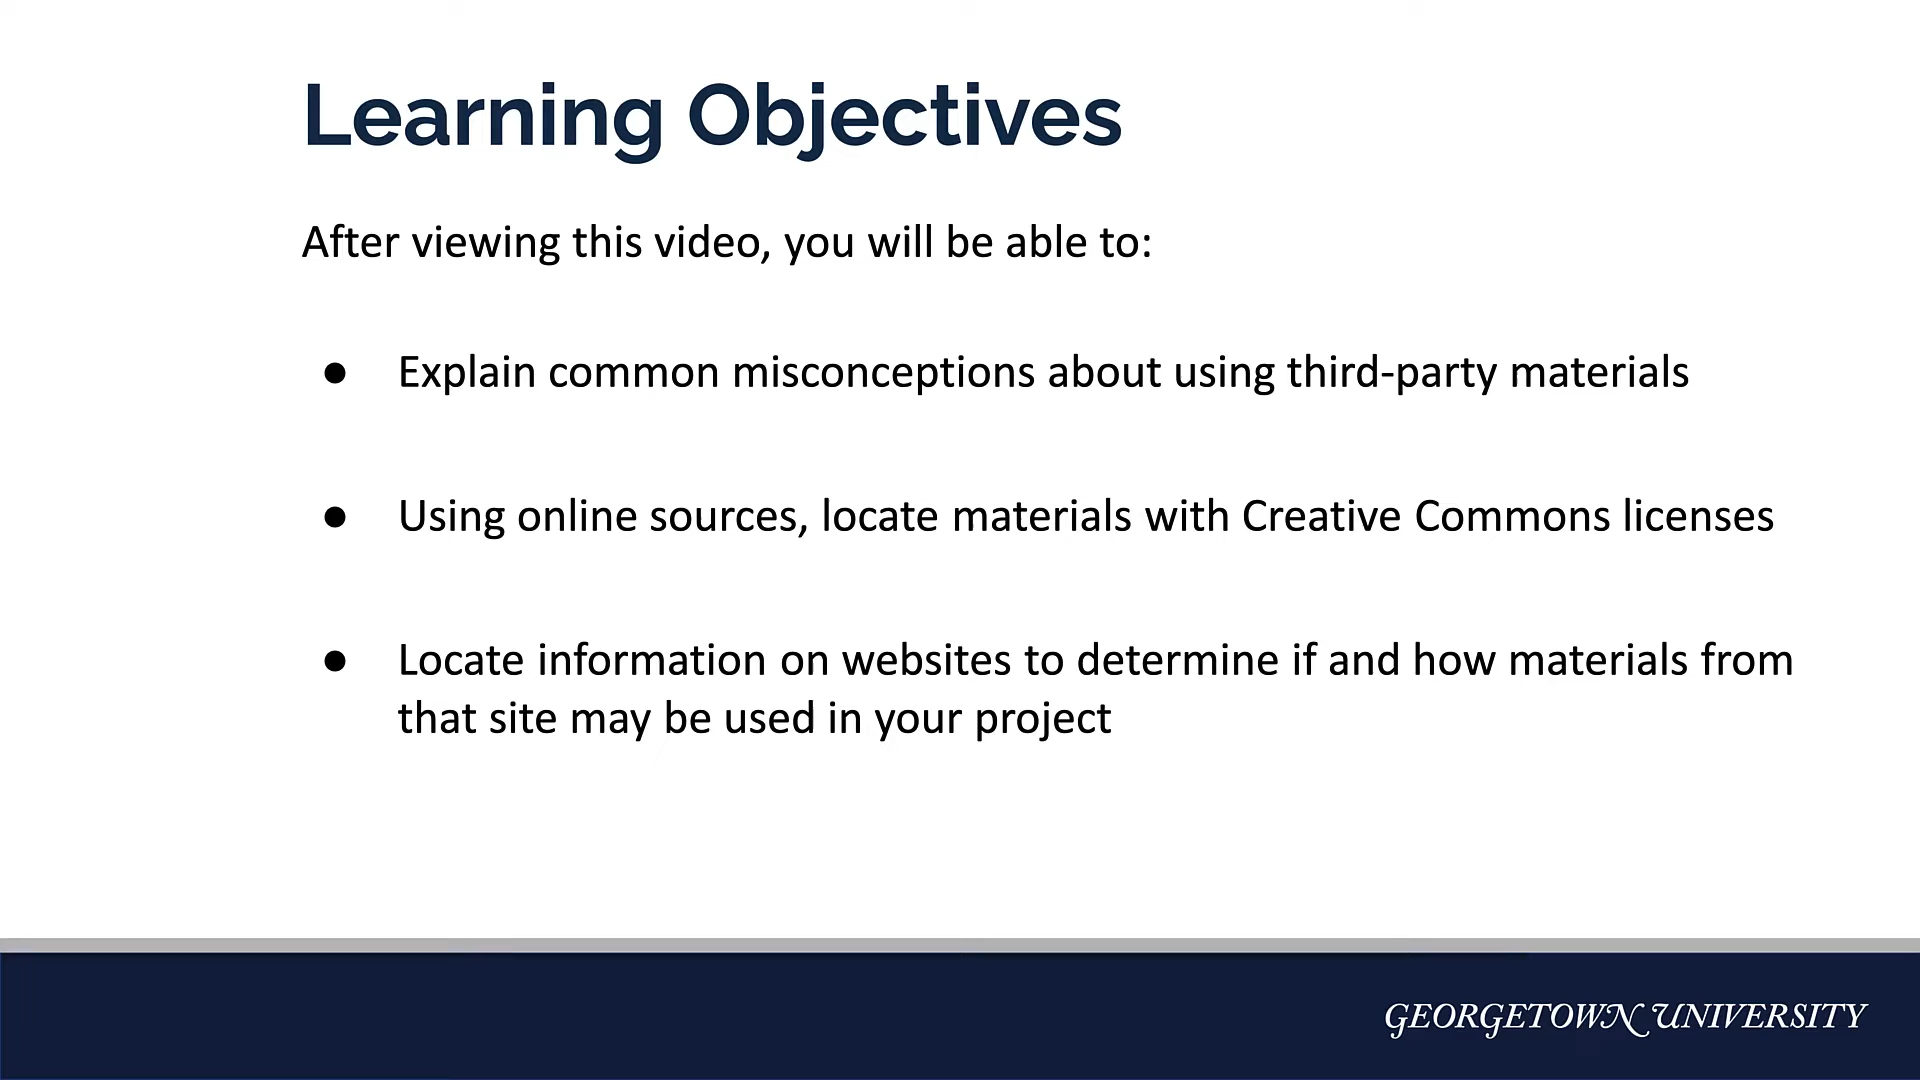 Learning Objectives
After viewing this video, you will be able to:
● Explain common misconceptions about using third-party materials
● Using online sources, locate materials with Creative Commons licenses
● Locate information on websites to determine if and how materials from
that site may be used in your project
GEORGETOWN UNIVERSITY